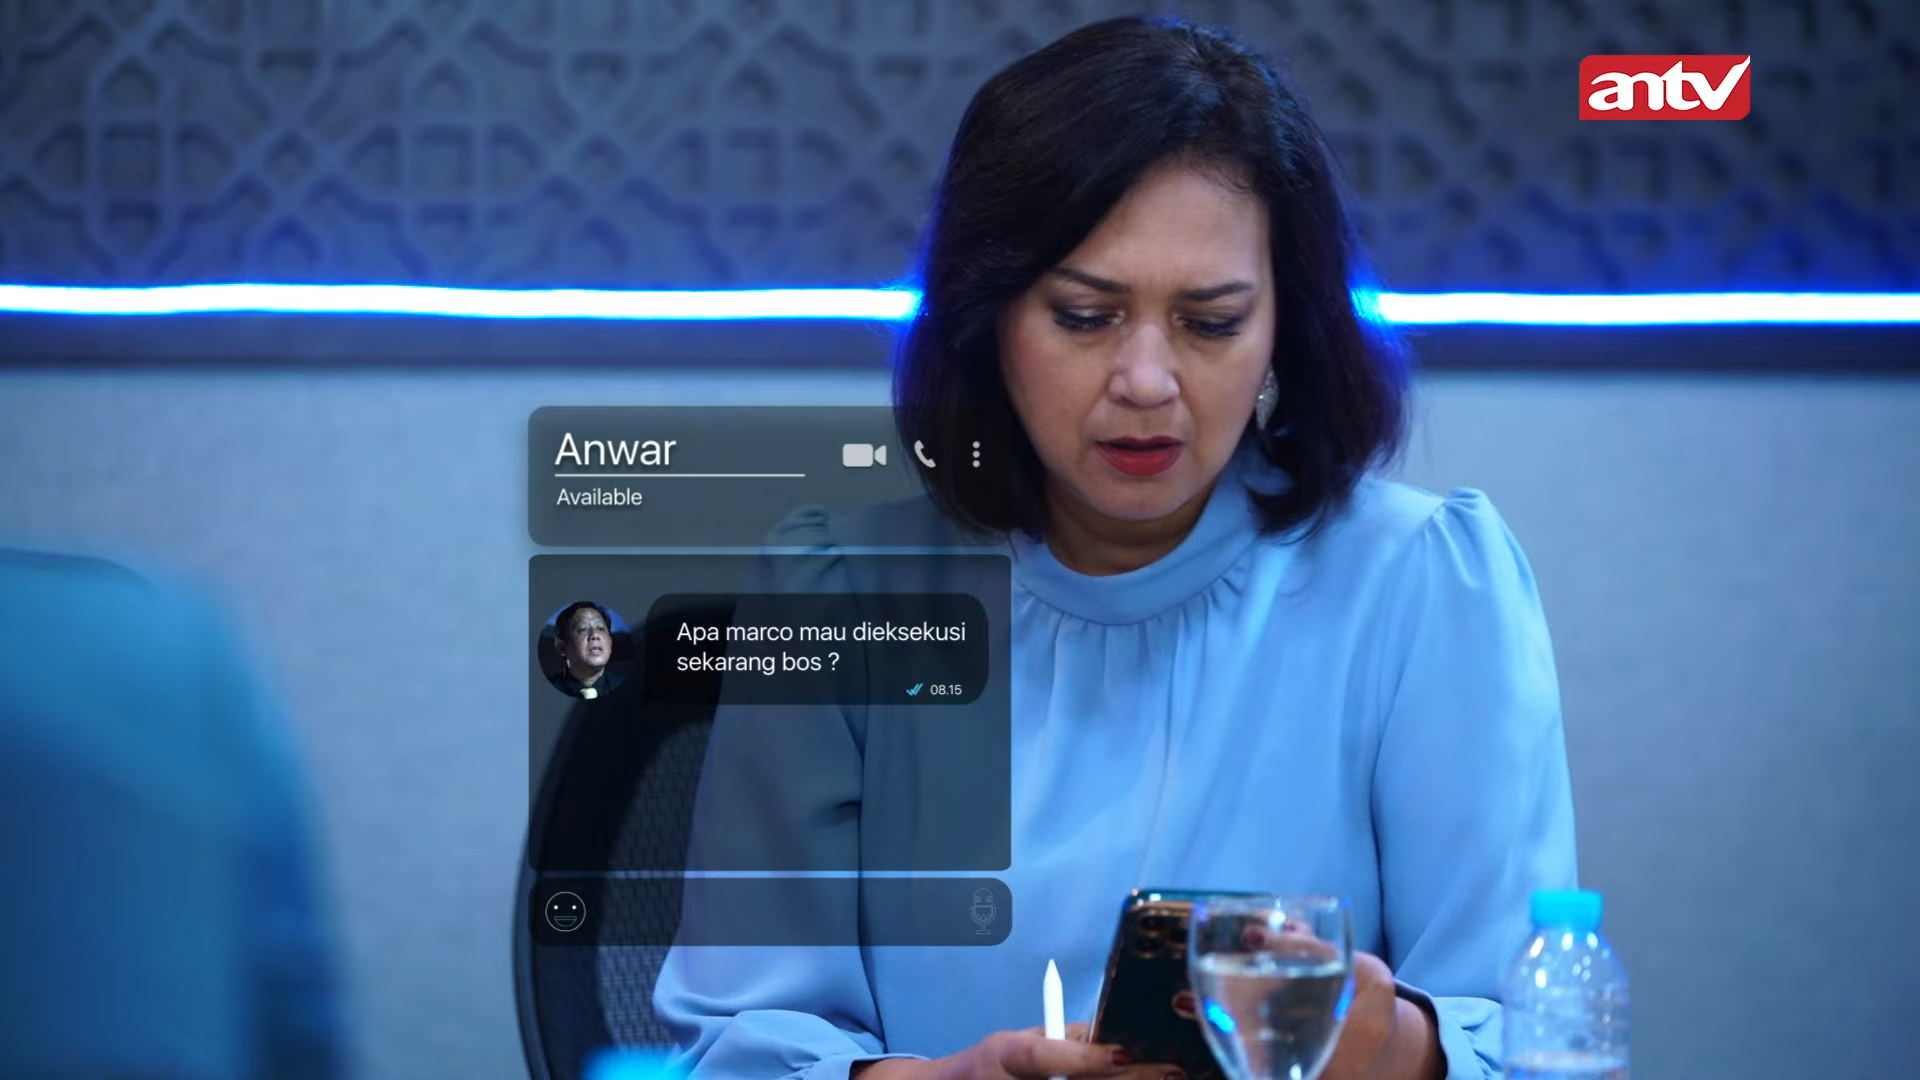 antv
Anwar
Available
Apa marco mau dieksekusi
sekarang bos ?
08.15